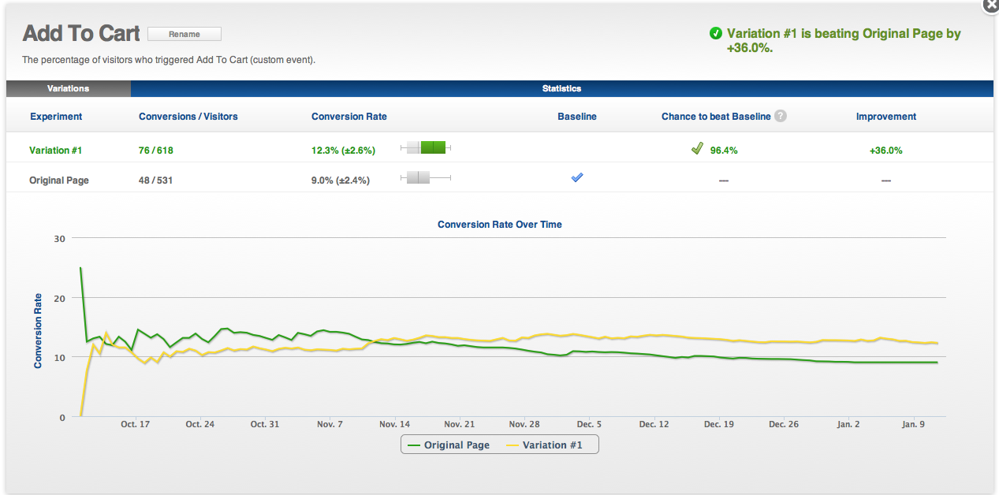 Add To Cart Rename
Variation #1 is beating Original Page by
+36.0%.
The percentage of visitors who triggered Add To Cart (custom event).
Variations Statistics
Experiment Conversions / Visitors Conversion Rate Baseline Chance to beat Baseline ? Improvement
Variation #1 76 / 618 12.3% (±2.6%) 96.4% +36.0%
Original Page 48 / 531 9.0% (±2.4%) — —
Conversion Rate Over Time
Conversion Rate
30
20
10
0
Oct. 17 Oct. 24 Oct. 31 Nov. 7 Nov. 14 Nov. 21 Nov. 28 Dec. 5 Dec. 12 Dec. 19 Dec. 26 Jan. 2 Jan. 9
Original Page Variation #1